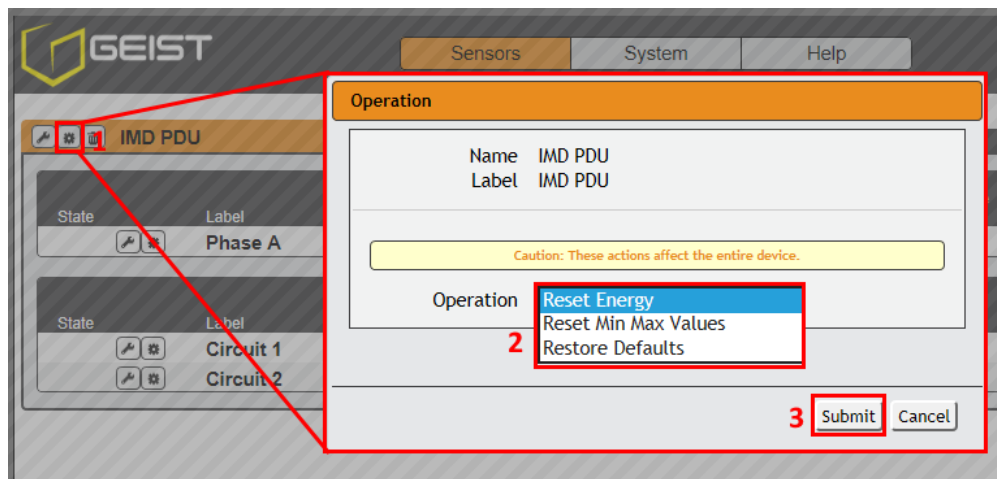 GEIST
Sensors System Help
Operation
1 IMD PDU
Name IMD PDU
Label IMD PDU
State Label
Phase A
Caution: These actions affect the entire device.
Operation Reset Energy
Reset Min Max Values
Restore Defaults
2
State Label
Circuit 1
Circuit 2
3 Submit Cancel